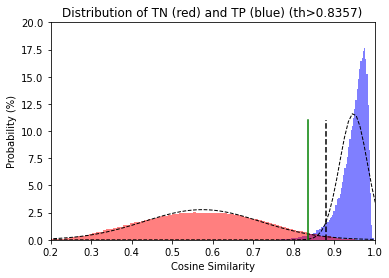 Distribution of TN (red) and TP (blue) (th>0.8357)
Probability (%)
20.0
17.5
15.0
12.5
10.0
7.5
5.0
2.5
0.0
0.2 0.3 0.4 0.5 0.6 0.7 0.8 0.9 1.0
Cosine Similarity